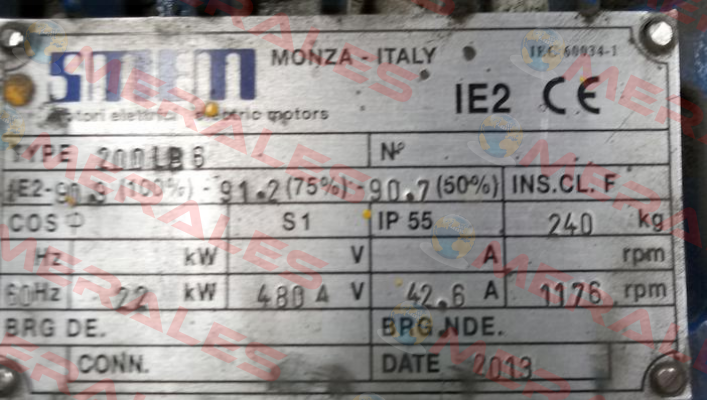 SMEM MONZA - ITALY IEC 60034-1
motori elettrici electric motors IE2 CE
TYPE 200LB6 Nº
IE2-90.9 (100%) - 91.2 (75%) - 90.7 (50%) INS.CL. F
COS Φ S1 IP 55 240 kg
Hz kW V A rpm
60Hz 22 kW 480 Δ V 42.6 A 1176 rpm
BRG DE. BRG.NDE.
CONN. DATE 2013
MERALES